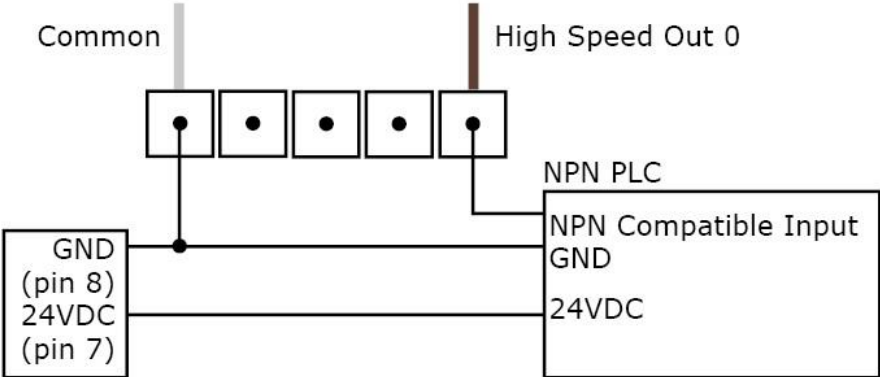 Common
High Speed Out 0
NPN PLC
NPN Compatible Input
GND
24VDC
GND
(pin 8)
24VDC
(pin 7)